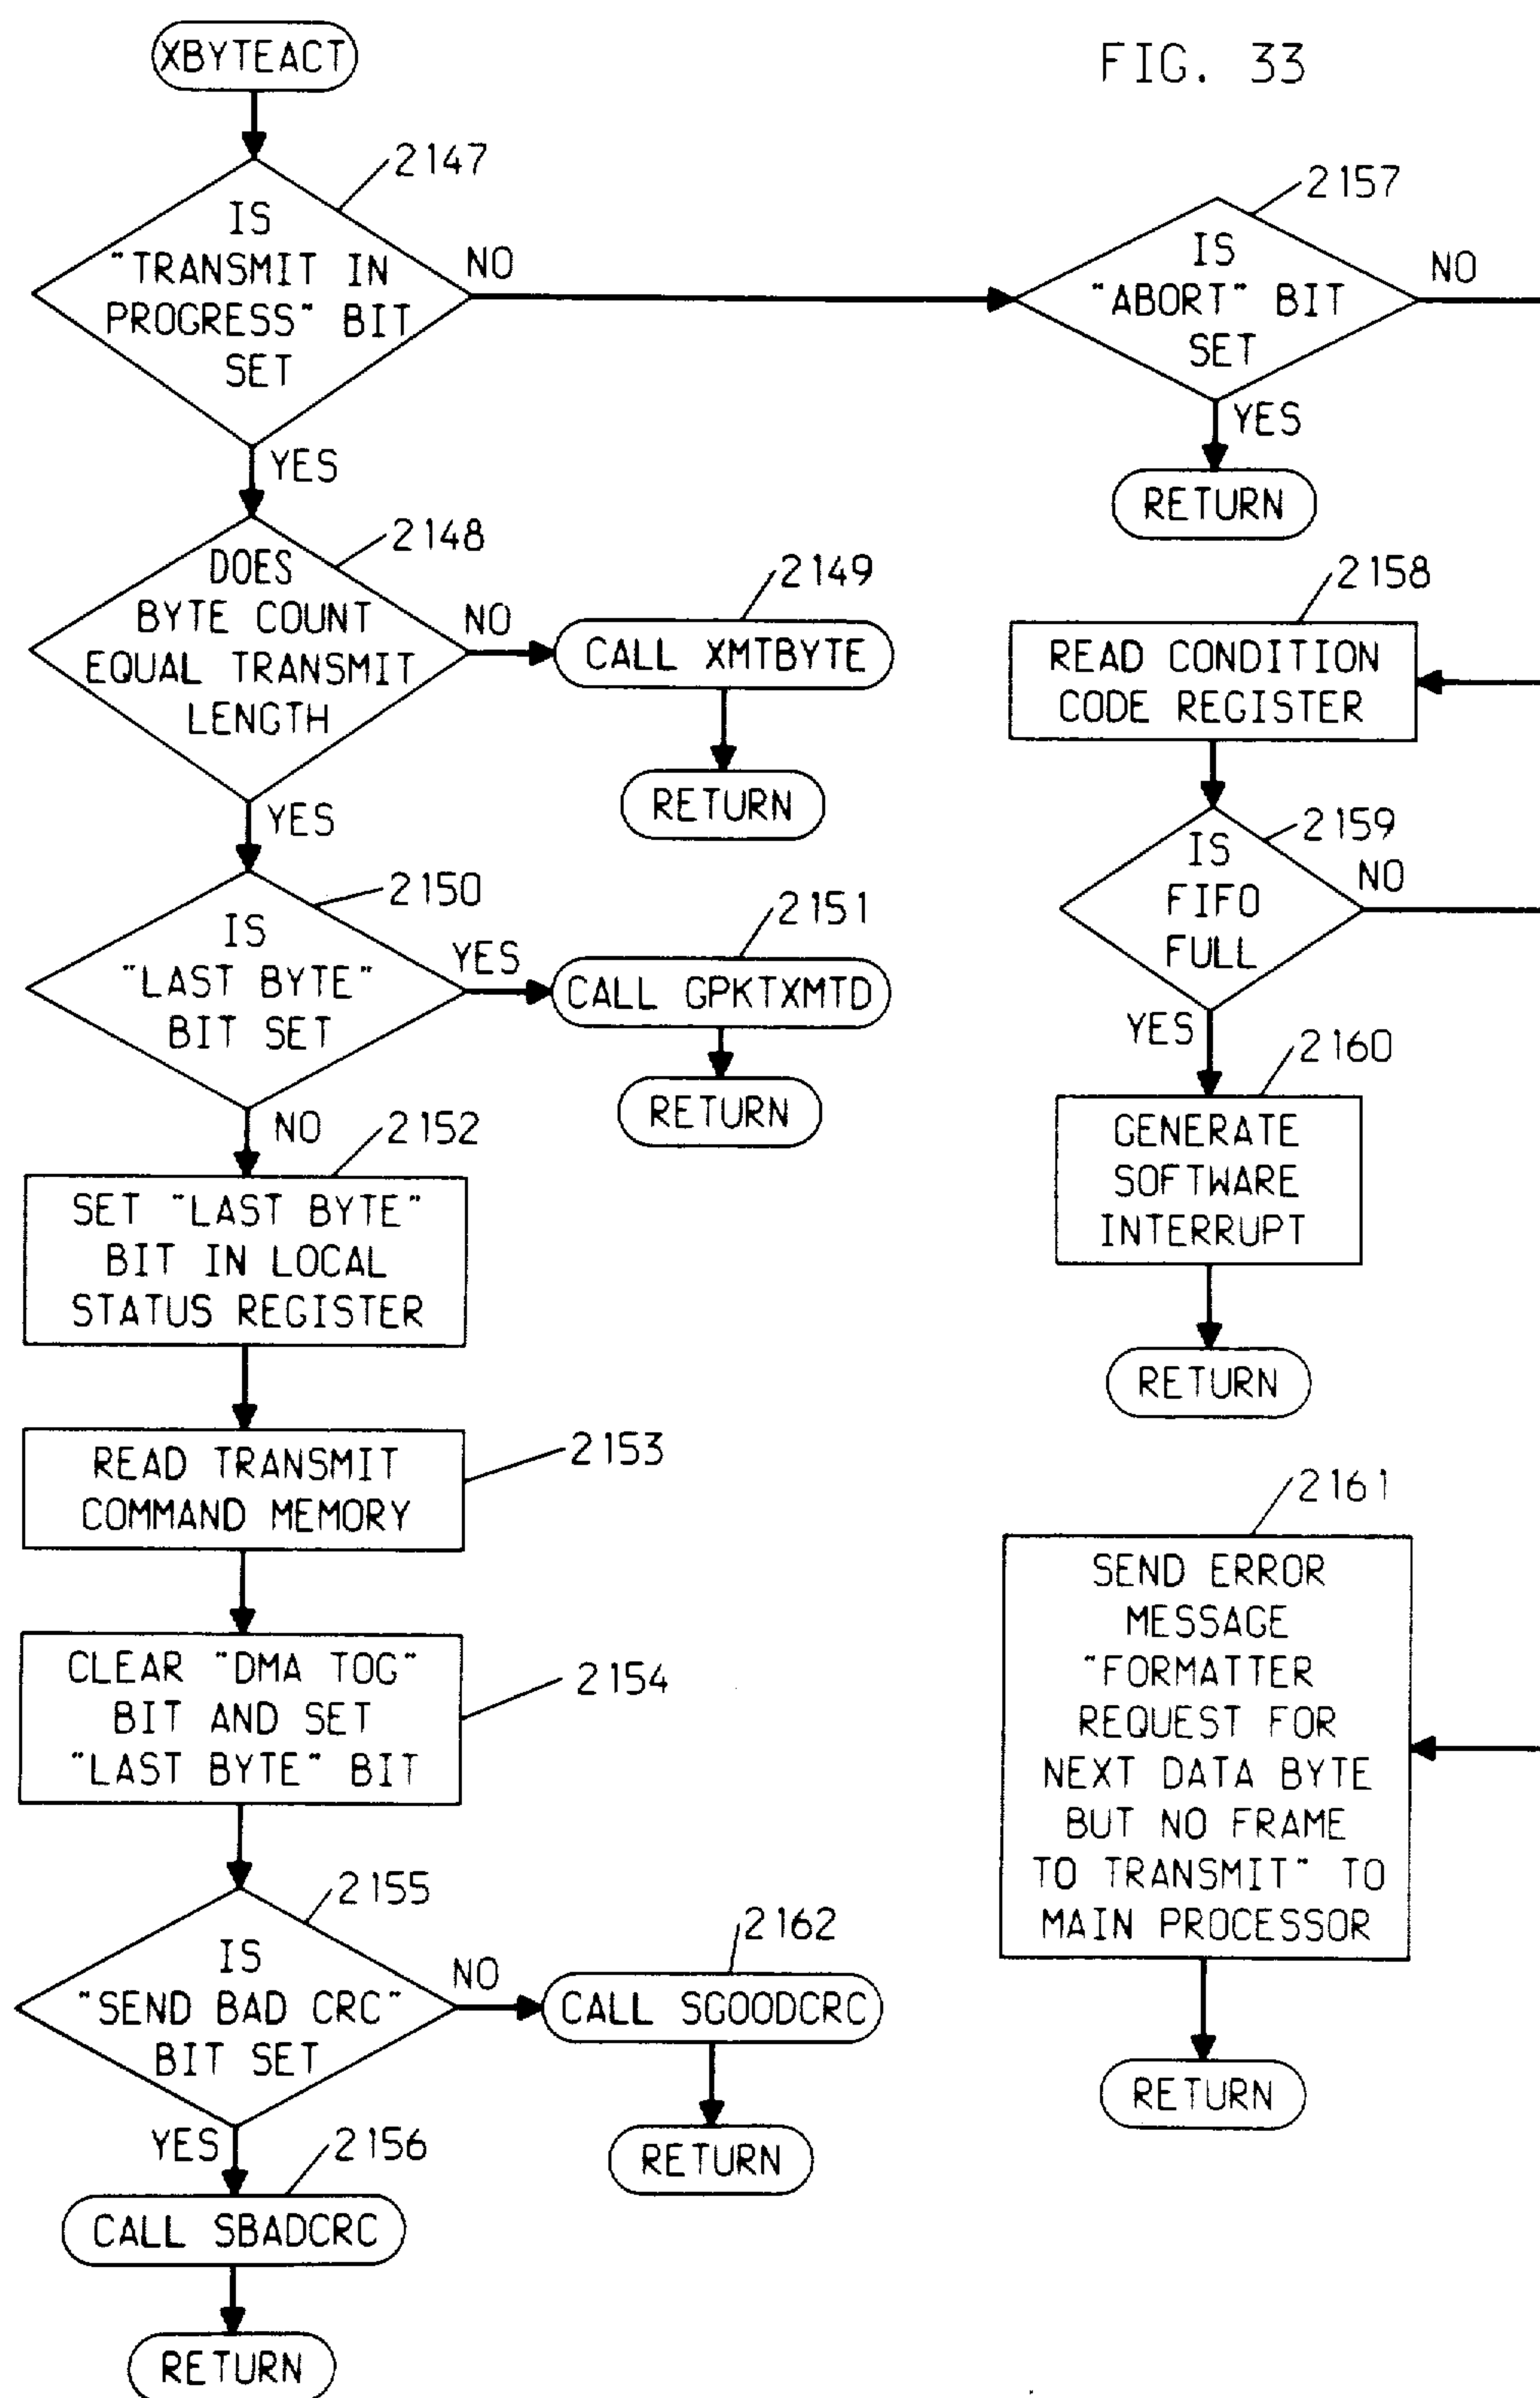 XBYTEACT
FIG. 33
2147
IS
"TRANSMIT IN
PROGRESS" BIT
SET
NO
YES
2157
IS
"ABORT" BIT
SET
NO
YES
RETURN
2148
DOES
BYTE COUNT
EQUAL TRANSMIT
LENGTH
NO
YES
2149
CALL XMTBYTE
RETURN
2150
IS
"LAST BYTE"
BIT SET
YES
NO
2151
CALL GPKTXMTD
RETURN
2152
SET "LAST BYTE"
BIT IN LOCAL
STATUS REGISTER
2153
READ TRANSMIT
COMMAND MEMORY
2154
CLEAR "DMA TOG"
BIT AND SET
"LAST BYTE" BIT
2155
IS
"SEND BAD CRC"
BIT SET
NO
YES
2162
CALL SGOODCRC
RETURN
2156
CALL SBADCRC
RETURN
2158
READ CONDITION
CODE REGISTER
2159
IS
FIFO
FULL
NO
YES
2160
GENERATE
SOFTWARE
INTERRUPT
RETURN
2161
SEND ERROR
MESSAGE
"FORMATTER
REQUEST FOR
NEXT DATA BYTE
BUT NO FRAME
TO TRANSMIT" TO
MAIN PROCESSOR
RETURN